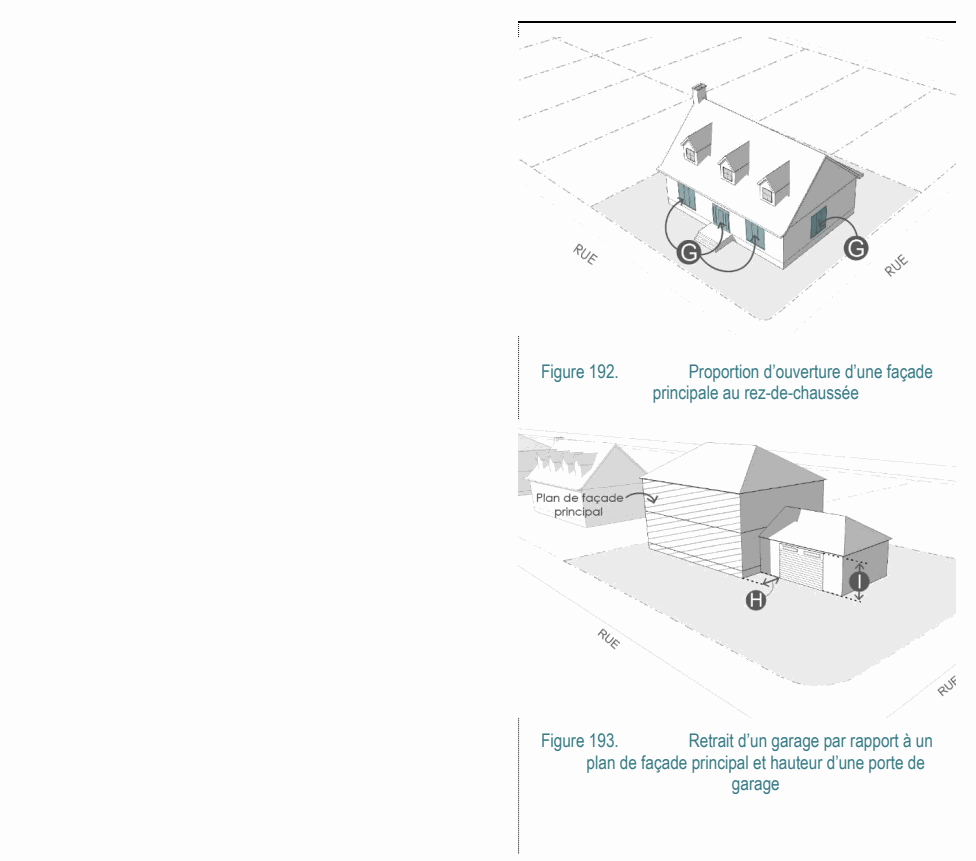 G
G
RUE
RUE
Figure 192. Proportion d’ouverture d’une façade
principale au rez-de-chaussée
Plan de façade
principal
I
H
RUE
RUE
Figure 193. Retrait d’un garage par rapport à un
plan de façade principal et hauteur d’une porte de
garage